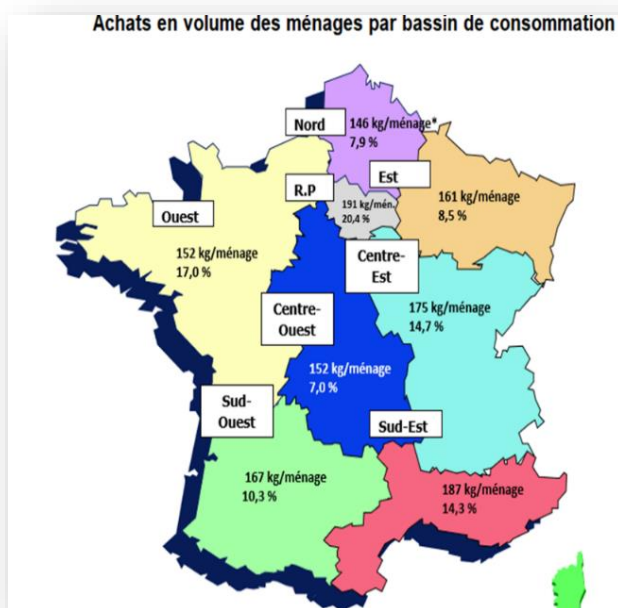 Achats en volume des ménages par bassin de consommation
Nord
146 kg/ménage*
7,9 %
Est
161 kg/ménage
8,5 %
R.P
191 kg/mén.
20,4 %
Ouest
152 kg/ménage
17,0 %
Centre-
Est
175 kg/ménage
14,7 %
Centre-
Ouest
152 kg/ménage
7,0 %
Sud-
Ouest
167 kg/ménage
10,3 %
Sud-Est
187 kg/ménage
14,3 %